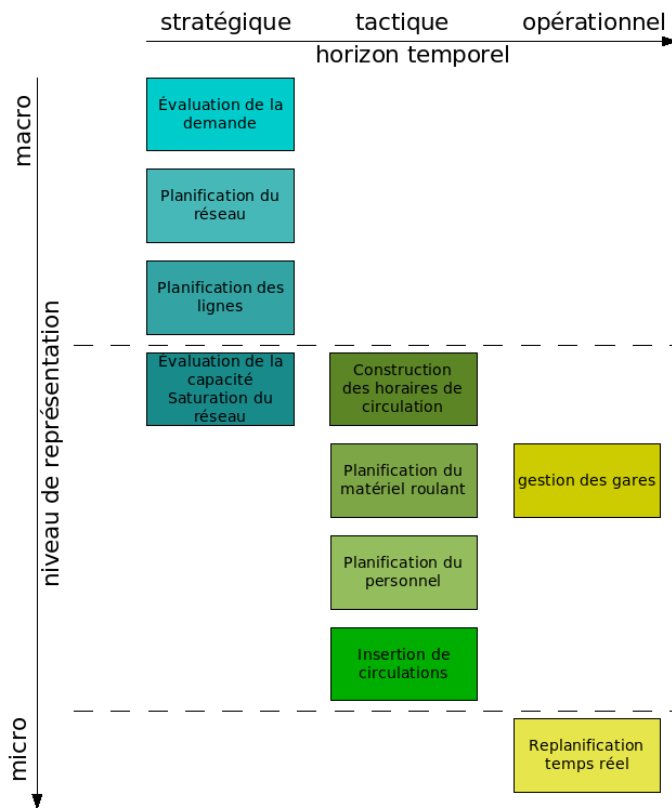 stratégique tactique opérationnel
horizon temporel
macro
Évaluation de la
demande
Planification du
réseau
Planification des
lignes
niveau de représentation
Évaluation de la
capacité
Saturation du
réseau
Construction
des horaires de
circulation
Planification du
matériel roulant
gestion des gares
Planification du
personnel
Insertion de
circulations
micro
Replanification
temps réel